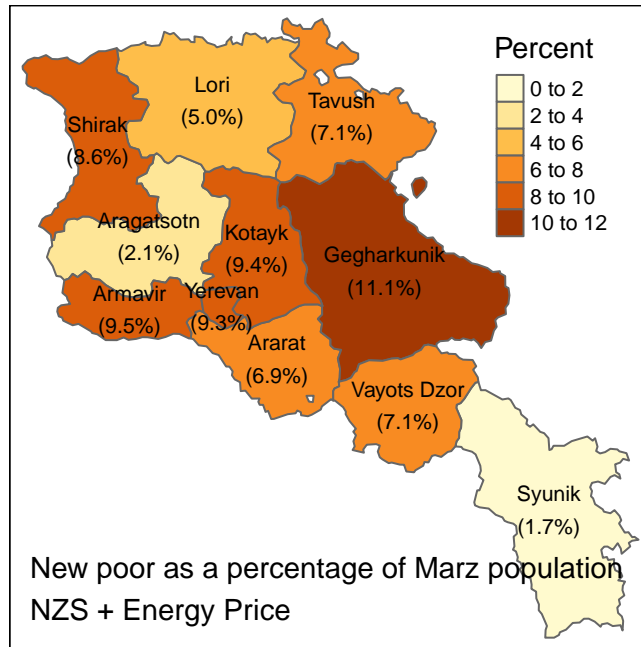 Percent
0 to 2
2 to 4
4 to 6
6 to 8
8 to 10
10 to 12
Lori
(5.0%)
Tavush
(7.1%)
Shirak
(8.6%)
Aragatsotn
(2.1%)
Kotayk
(9.4%)
Gegharkunik
(11.1%)
Armavir
(9.5%)
Yerevan
(9.3%)
Ararat
(6.9%)
Vayots Dzor
(7.1%)
Syunik
(1.7%)
New poor as a percentage of Marz population
NZS + Energy Price